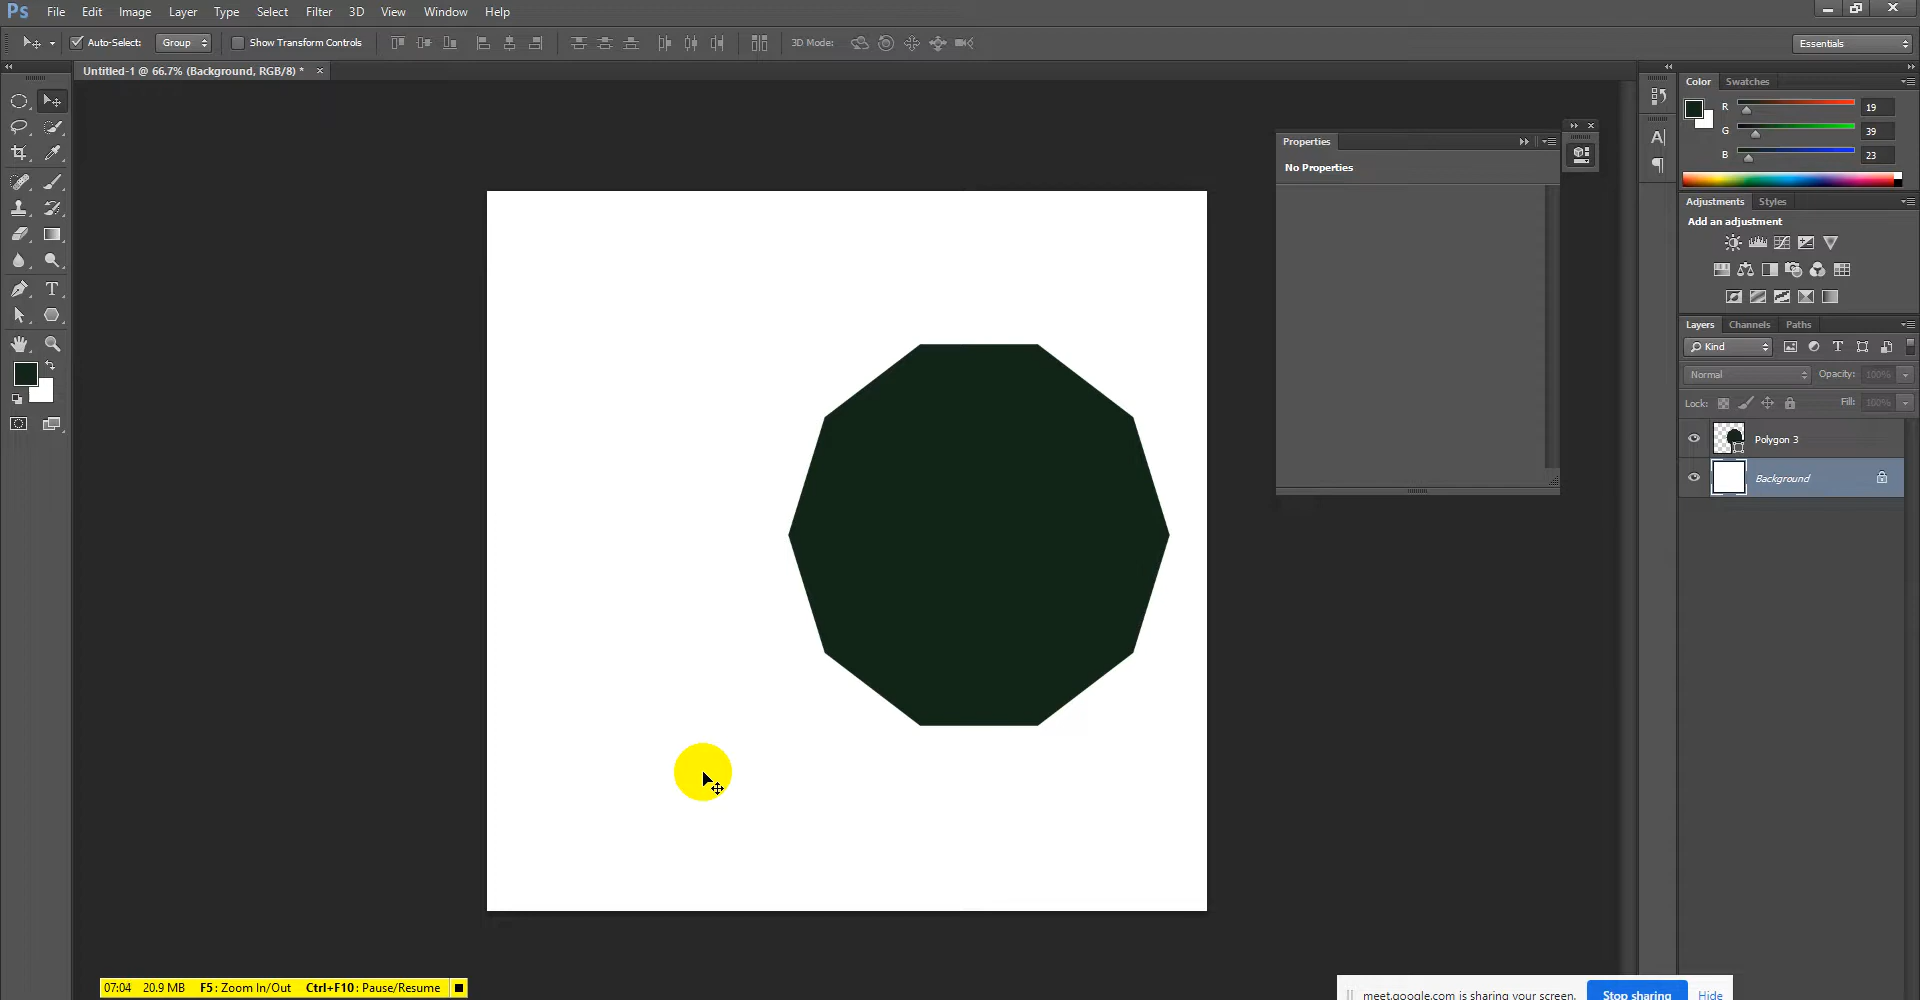 Ps File Edit Image Layer Type Select Filter 3D View Window Help
Auto-Select: Group Show Transform Controls 3D Mode: Essentials
Untitled-1 @ 66.7% (Background, RGB/8) * ×
Color Swatches
R 19
G 39
B 23
Properties
No Properties
Adjustments Styles
Add an adjustment
Layers Channels Paths
Kind
Normal Opacity: 100%
Lock: Fill: 100%
Polygon 3
Background
07:04 20.9 MB F5: Zoom In/Out Ctrl+F10: Pause/Resume
meet.google.com is sharing your screen. Stop sharing Hide